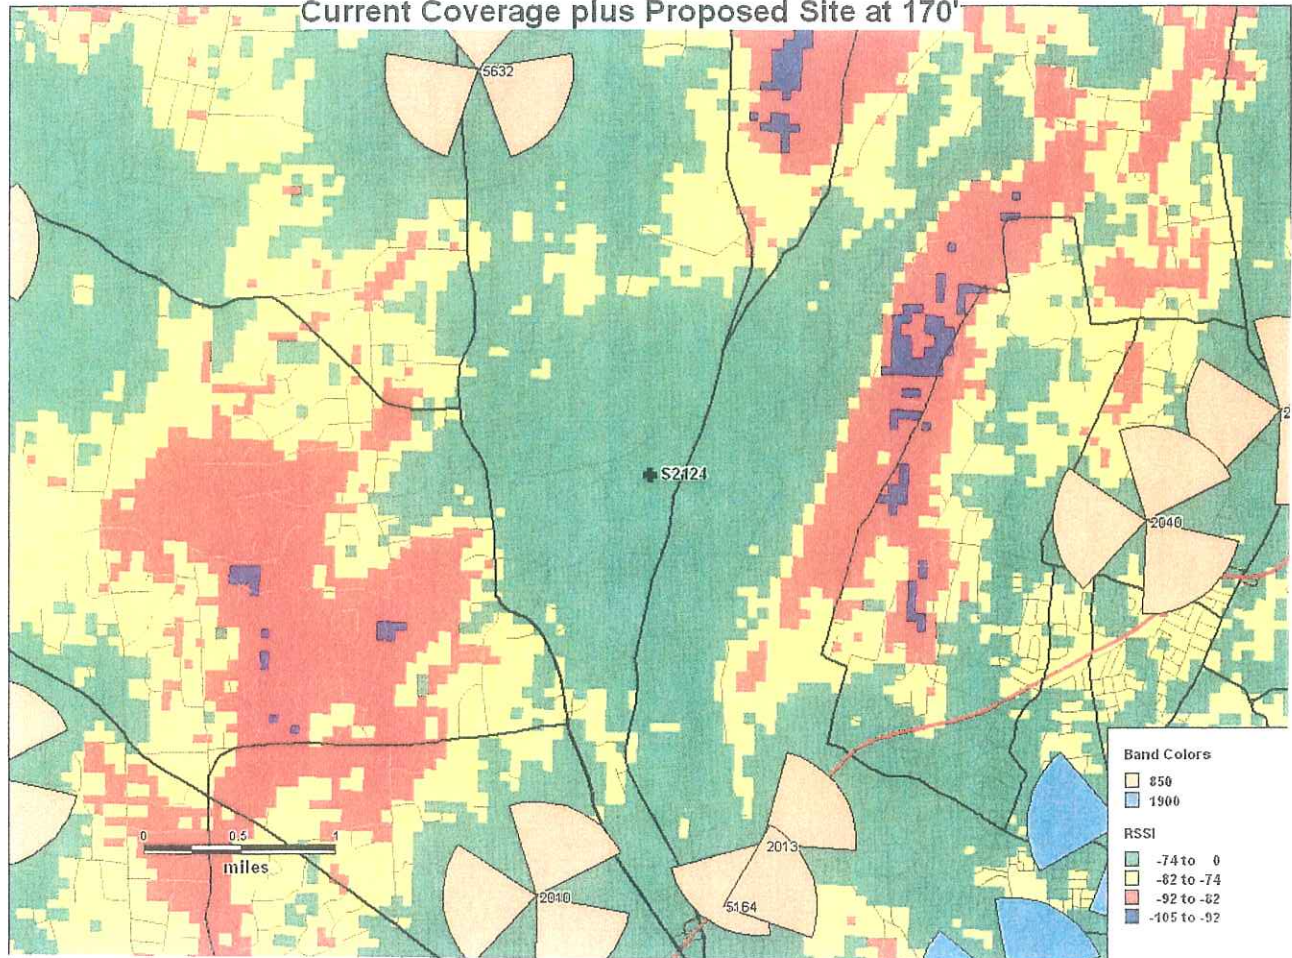 Current Coverage plus Proposed Site at 170'
5632
S2124
2
2040
0 0.5 1
miles
2013
5164
2010
Band Colors
850
1900
RSSI
-74 to 0
-82 to -74
-92 to -82
-105 to -92